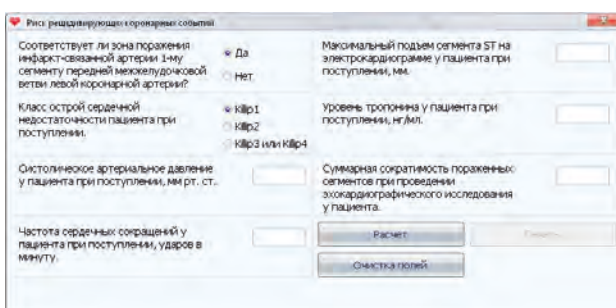 Риск рецидивирующих коронарных событий
Соответствует ли зона поражения
инфаркт-связанной артерии 1-му
сегменту передней межжелудочковой
ветви левой коронарной артерии?
Да
Нет
Класс острой сердечной
недостаточности пациента при
поступлении.
Killip1
Killip2
Killip3 или Killip4
Систолическое артериальное давление
у пациента при поступлении, мм рт. ст.
Частота сердечных сокращений у
пациента при поступлении, ударов в
минуту.
Максимальный подъем сегмента ST на
электрокардиограмме у пациента при
поступлении, мм.
Уровень тропонина у пациента при
поступлении, нг/мл.
Суммарная сократимость пораженных
сегментов при проведении
эхокардиографического исследования
у пациента.
Расчет
Очистка полей